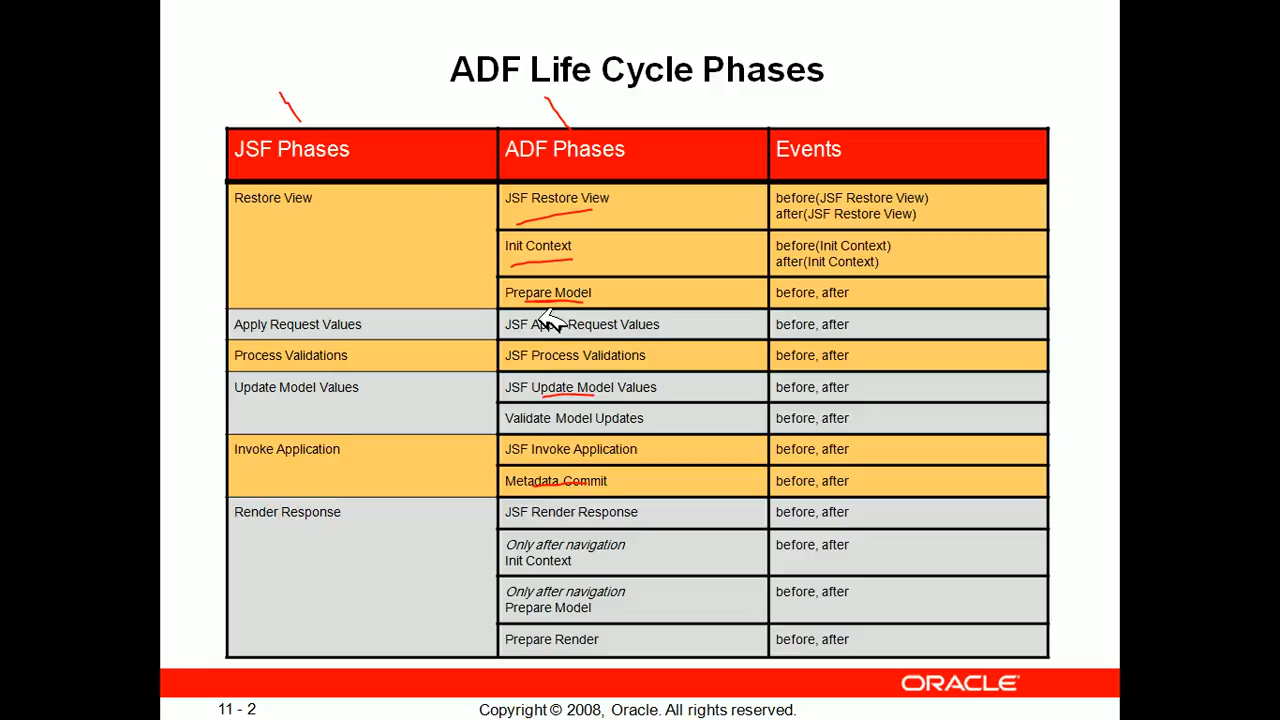 ADF Life Cycle Phases
JSF Phases ADF Phases Events
Restore View JSF Restore View before(JSF Restore View)
after(JSF Restore View)
Init Context before(Init Context)
after(Init Context)
Prepare Model before, after
Apply Request Values JSF Request Values before, after
Process Validations JSF Process Validations before, after
Update Model Values JSF Update Model Values before, after
Validate Model Updates before, after
Invoke Application JSF Invoke Application before, after
Metadata Commit before, after
Render Response JSF Render Response before, after
Only after navigation before, after
Init Context
Only after navigation before, after
Prepare Model
Prepare Render before, after
ORACLE
11 - 2 Copyright © 2008, Oracle. All rights reserved.